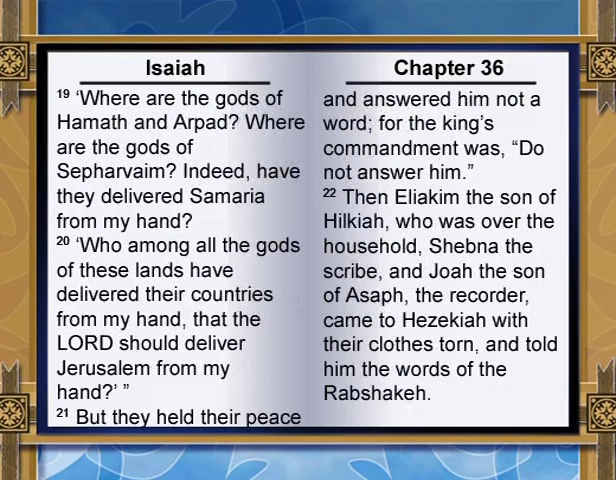 Isaiah
19 ‘Where are the gods of
Hamath and Arpad? Where
are the gods of
Sepharvaim? Indeed, have
they delivered Samaria
from my hand?
20 ‘Who among all the gods
of these lands have
delivered their countries
from my hand, that the
LORD should deliver
Jerusalem from my
hand?’ ”
21 But they held their peace
Chapter 36
and answered him not a
word; for the king’s
commandment was, “Do
not answer him.”
22 Then Eliakim the son of
Hilkiah, who was over the
household, Shebna the
scribe, and Joah the son
of Asaph, the recorder,
came to Hezekiah with
their clothes torn, and told
him the words of the
Rabshakeh.